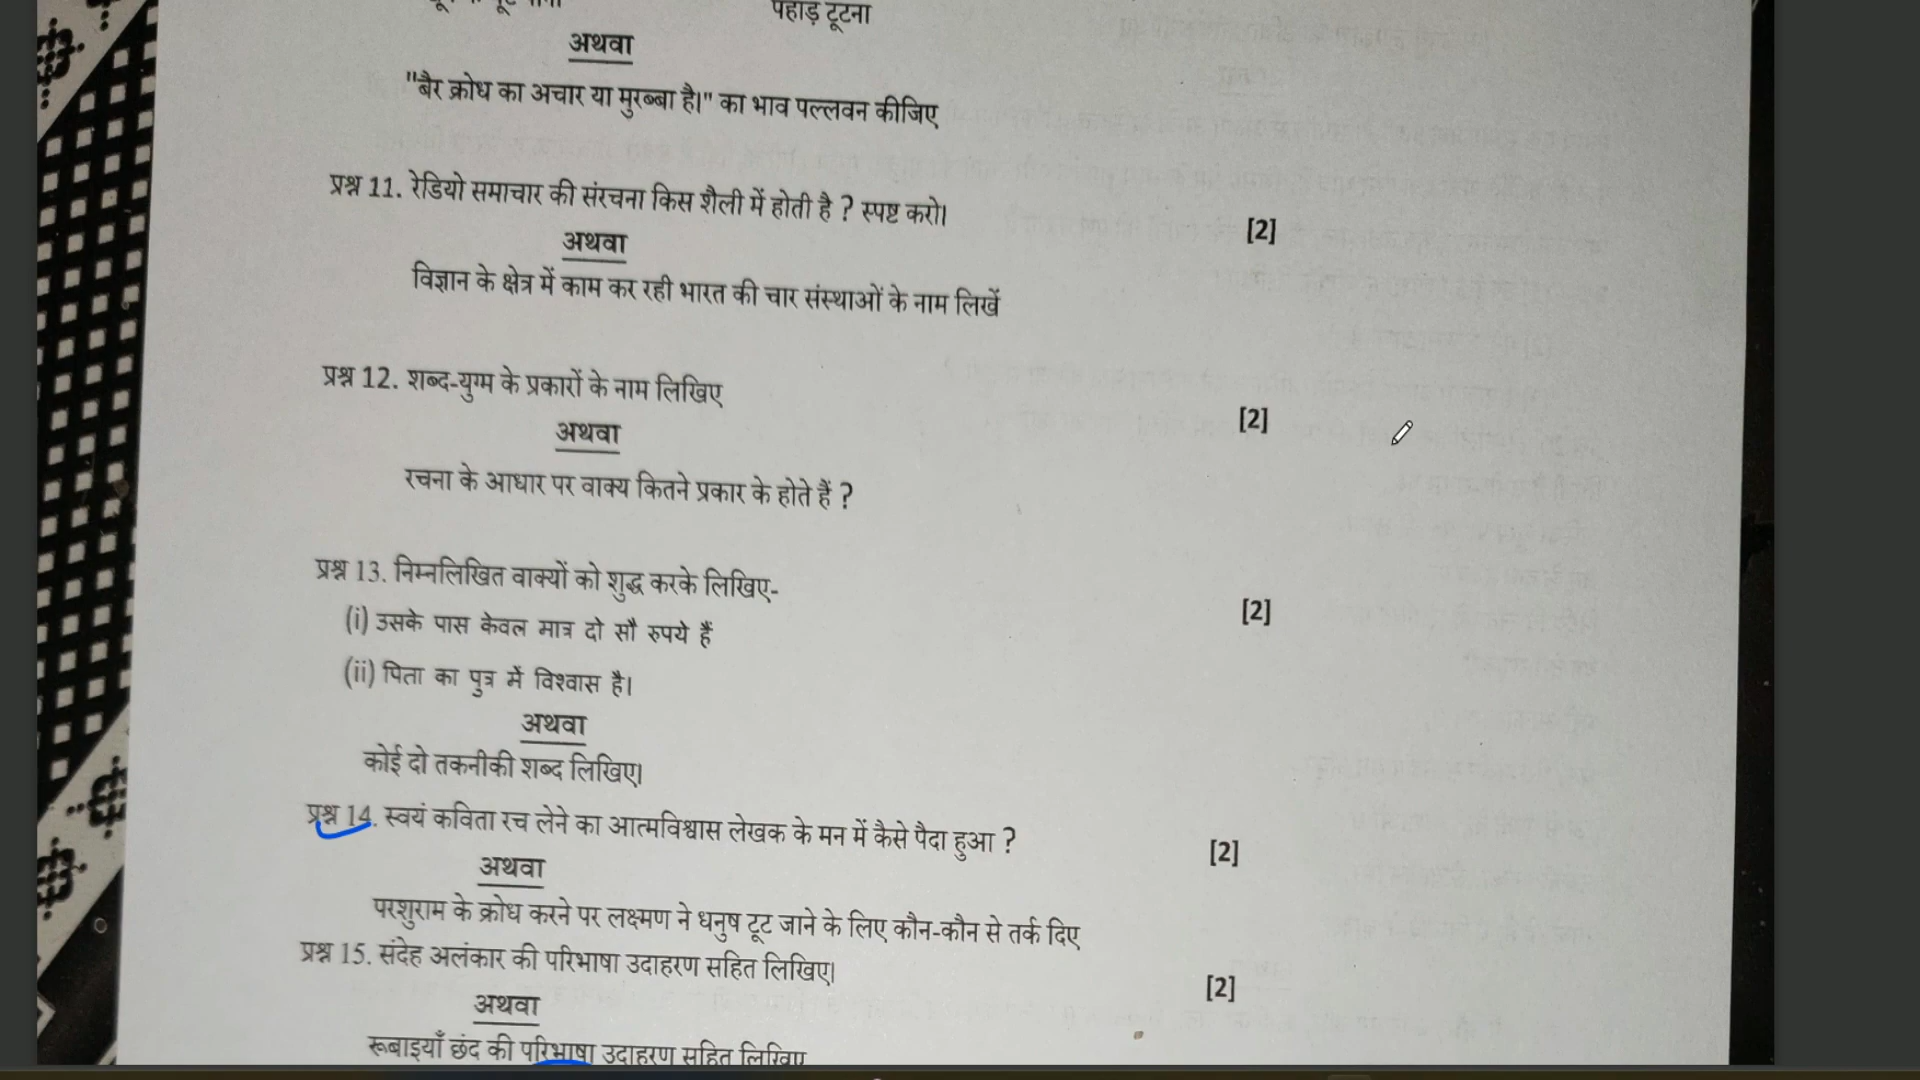 पहाड़ टूटना
अथवा
"बैर क्रोध का अचार या मुरब्बा है।" का भाव पल्लवन कीजिए
प्रश्न 11. रेडियो समाचार की संरचना किस शैली में होती है ? स्पष्ट करो। [2]
अथवा
विज्ञान के क्षेत्र में काम कर रही भारत की चार संस्थाओं के नाम लिखें
प्रश्न 12. शब्द-युग्म के प्रकारों के नाम लिखिए [2]
अथवा
रचना के आधार पर वाक्य कितने प्रकार के होते हैं ?
प्रश्न 13. निम्नलिखित वाक्यों को शुद्ध करके लिखिए- [2]
(i) उसके पास केवल मात्र दो सौ रुपये हैं
(ii) पिता का पुत्र में विश्वास है।
अथवा
कोई दो तकनीकी शब्द लिखिए।
प्रश्न 14. स्वयं कविता रच लेने का आत्मविश्वास लेखक के मन में कैसे पैदा हुआ ? [2]
अथवा
परशुराम के क्रोध करने पर लक्ष्मण ने धनुष टूट जाने के लिए कौन-कौन से तर्क दिए
प्रश्न 15. संदेह अलंकार की परिभाषा उदाहरण सहित लिखिए। [2]
अथवा
रूबाइयाँ छंद की परिभाषा उदाहरण सहित लिखिए